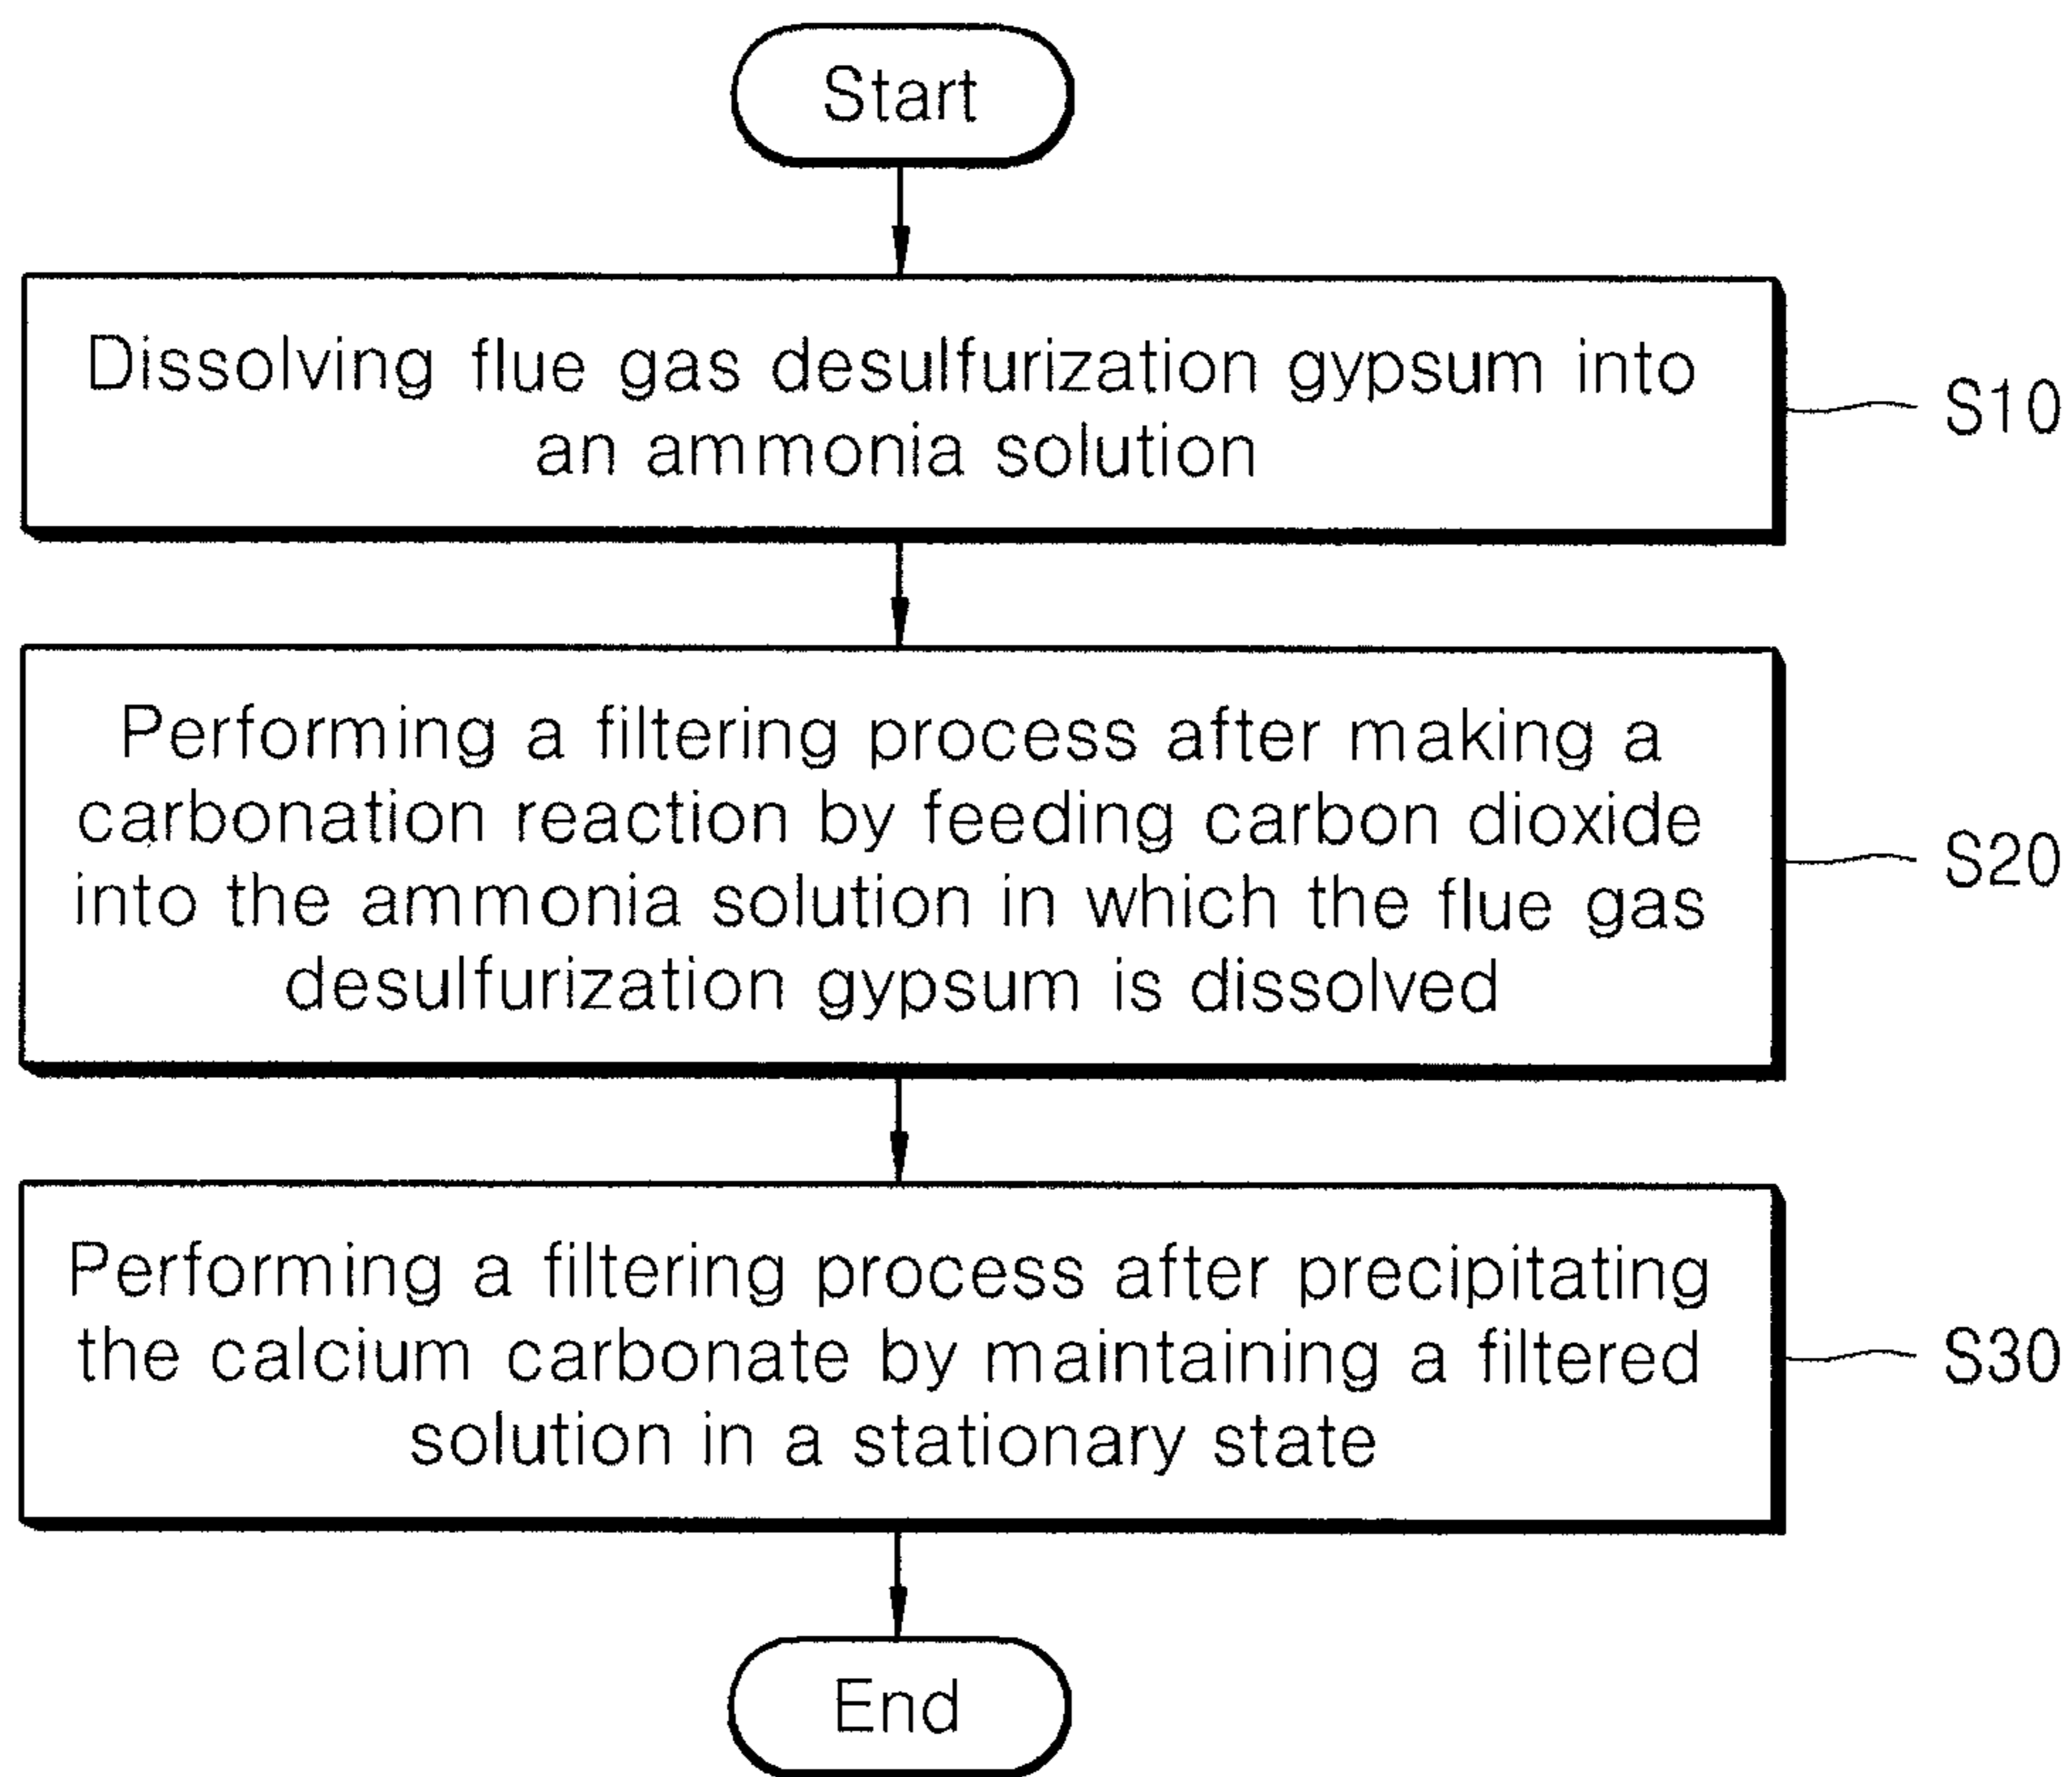 Start
Dissolving flue gas desulfurization gypsum into
an ammonia solution
S10
Performing a filtering process after making a
carbonation reaction by feeding carbon dioxide
into the ammonia solution in which the flue gas
desulfurization gypsum is dissolved
S20
Performing a filtering process after precipitating
the calcium carbonate by maintaining a filtered
solution in a stationary state
S30
End